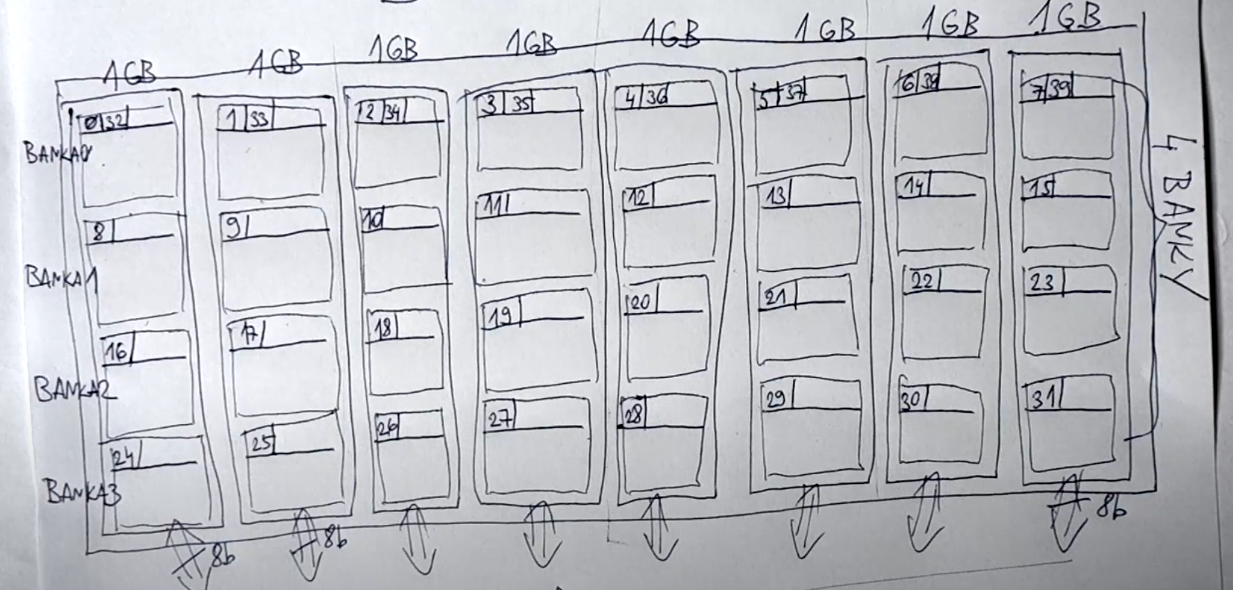 1GB 1GB 1GB 1GB 1GB 1GB 1GB 1GB
BANKA0 0 32 1 33 2 34 3 35 4 36 5 37 6 38 7 39
BANKA1 8 9 10 11 12 13 14 15
BANKA2 16 17 18 19 20 21 22 23
BANKA3 24 25 26 27 28 29 30 31
8b 8b 8b
4 BANKY